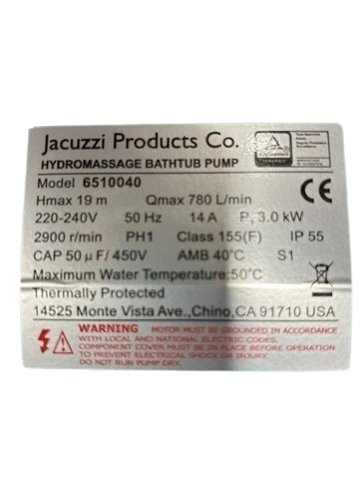 Jacuzzi Products Co.
HYDROMASSAGE BATHTUB PUMP
Model 6510040
Hmax 19 m Qmax 780 L/min
220-240V 50 Hz 14 A P₁ 3.0 kW
2900 r/min PH1 Class 155(F) IP 55
CAP 50 µF/ 450V AMB 40°C S1
Maximum Water Temperature:50°C
Thermally Protected
14525 Monte Vista Ave.,Chino,CA 91710 USA
WARNING MOTOR MUST BE GROUNDED IN ACCORDANCE
WITH LOCAL AND NATIONAL ELECTRIC CODES.
COMPONENT COVER MUST BE IN PLACE BEFORE OPERATION
TO PREVENT ELECTRICAL SHOCK OR INJURY.
DO NOT RUN PUMP DRY.